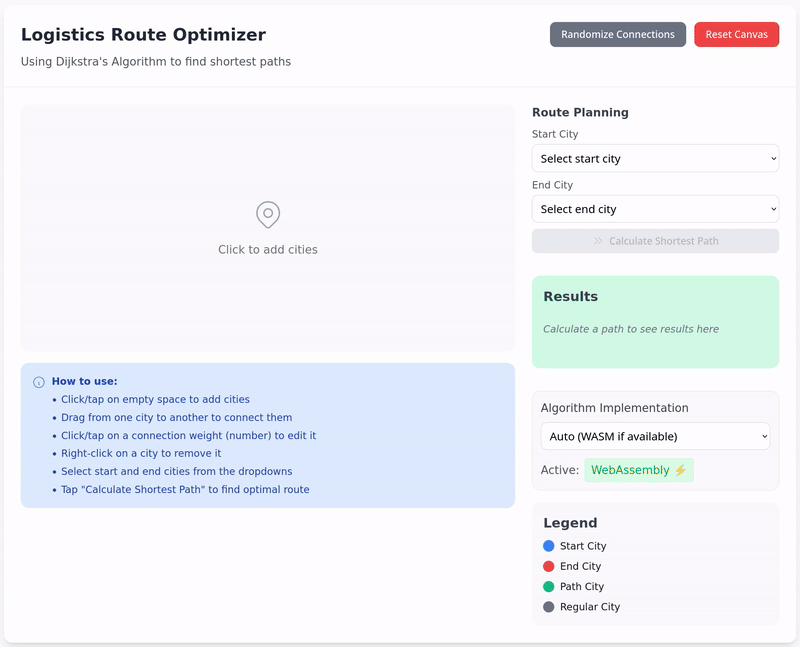 Logistics Route Optimizer
Using Dijkstra's Algorithm to find shortest paths
Randomize Connections
Reset Canvas
Click to add cities
How to use:
• Click/tap on empty space to add cities
• Drag from one city to another to connect them
• Click/tap on a connection weight (number) to edit it
• Right-click on a city to remove it
• Select start and end cities from the dropdowns
• Tap "Calculate Shortest Path" to find optimal route
Route Planning
Start City
Select start city
End City
Select end city
Calculate Shortest Path
Results
Calculate a path to see results here
Algorithm Implementation
Auto (WASM if available)
Active: WebAssembly ⚡
Legend
Start City
End City
Path City
Regular City